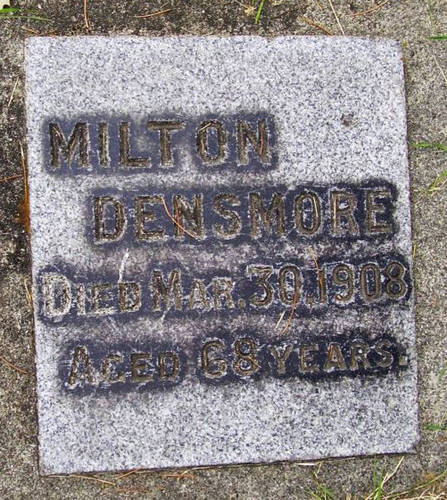 MILTON
DENSMORE
DIED MAR. 30, 1908
AGED 68 YEARS.